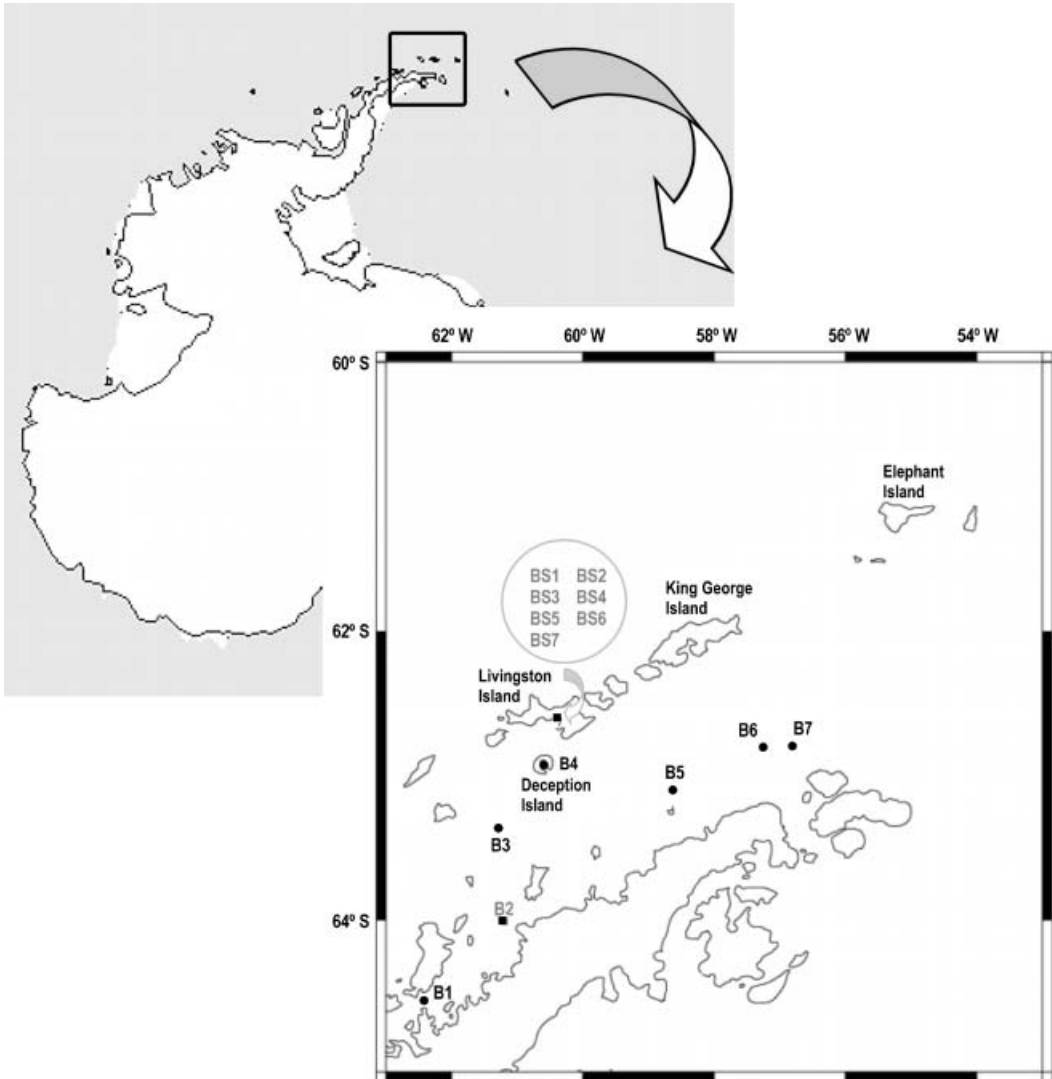 62º W 60º W 58º W 56º W 54º W
60º S
Elephant
Island
BS1 BS2
BS3 BS4
BS5 BS6
BS7
King George
Island
62º S
Livingston
Island
B6 B7
B4
B5
Deception
Island
B3
B2
64º S
B1